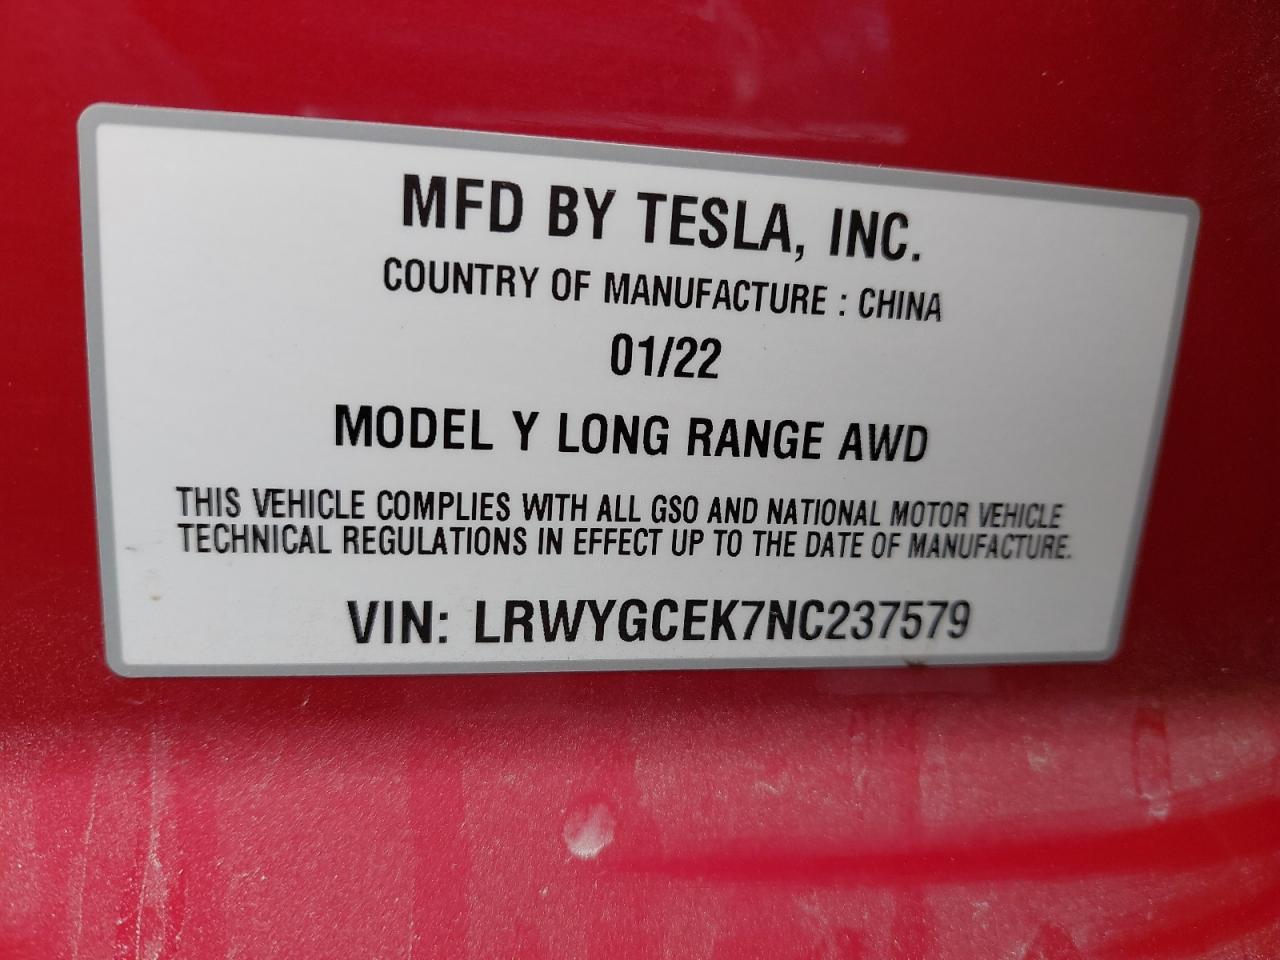 MFD BY TESLA, INC.
COUNTRY OF MANUFACTURE : CHINA
01/22
MODEL Y LONG RANGE AWD
THIS VEHICLE COMPLIES WITH ALL GSO AND NATIONAL MOTOR VEHICLE
TECHNICAL REGULATIONS IN EFFECT UP TO THE DATE OF MANUFACTURE.
VIN: LRWYGCEK7NC237579